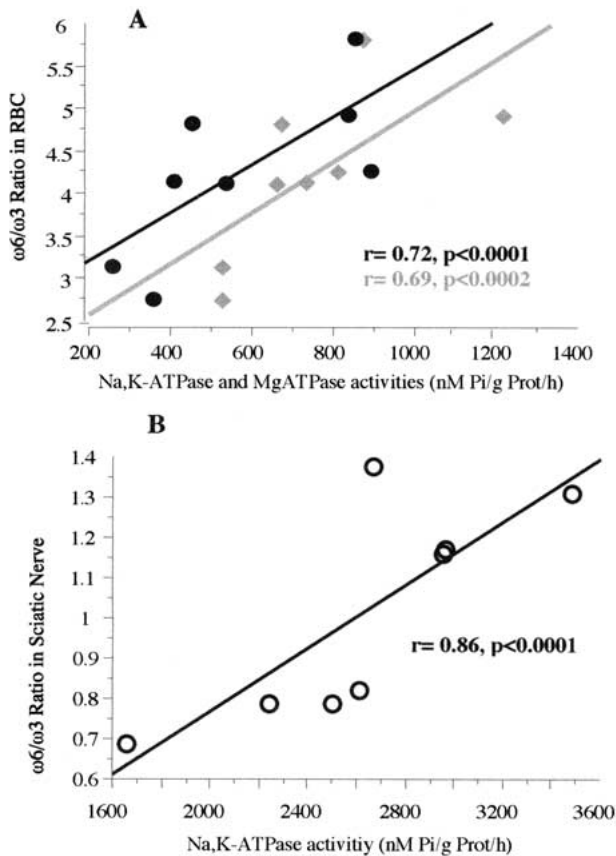 A
6
5.5
5
4.5
4
3.5
3
2.5
ω6/ω3 Ratio in RBC
r= 0.72, p<0.0001
r= 0.69, p<0.0002
200 400 600 800 1000 1200 1400
Na,K-ATPase and MgATPase activities (nM Pi/g Prot/h)
B
1.4
1.3
1.2
1.1
1
0.9
0.8
0.7
0.6
ω6/ω3 Ratio in Sciatic Nerve
r= 0.86, p<0.0001
1600 2000 2400 2800 3200 3600
Na,K-ATPase activitiy (nM Pi/g Prot/h)